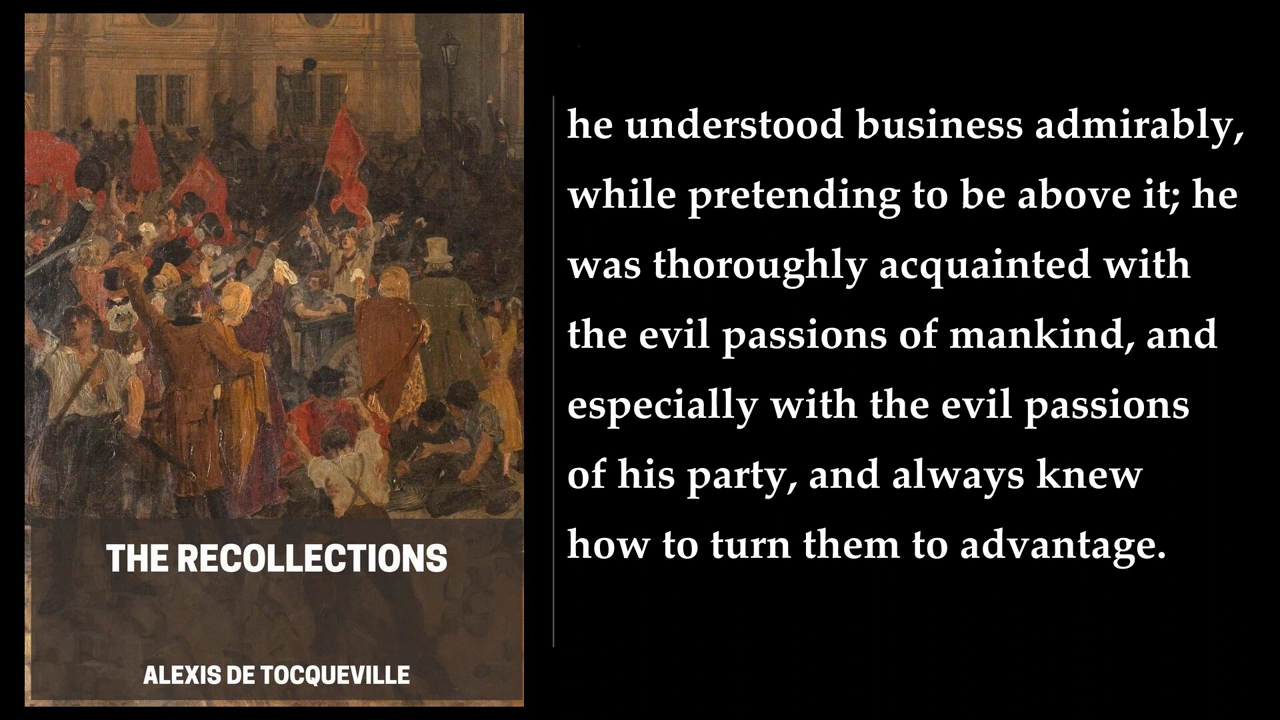 THE RECOLLECTIONS
ALEXIS DE TOCQUEVILLE
he understood business admirably,
while pretending to be above it; he
was thoroughly acquainted with
the evil passions of mankind, and
especially with the evil passions
of his party, and always knew
how to turn them to advantage.